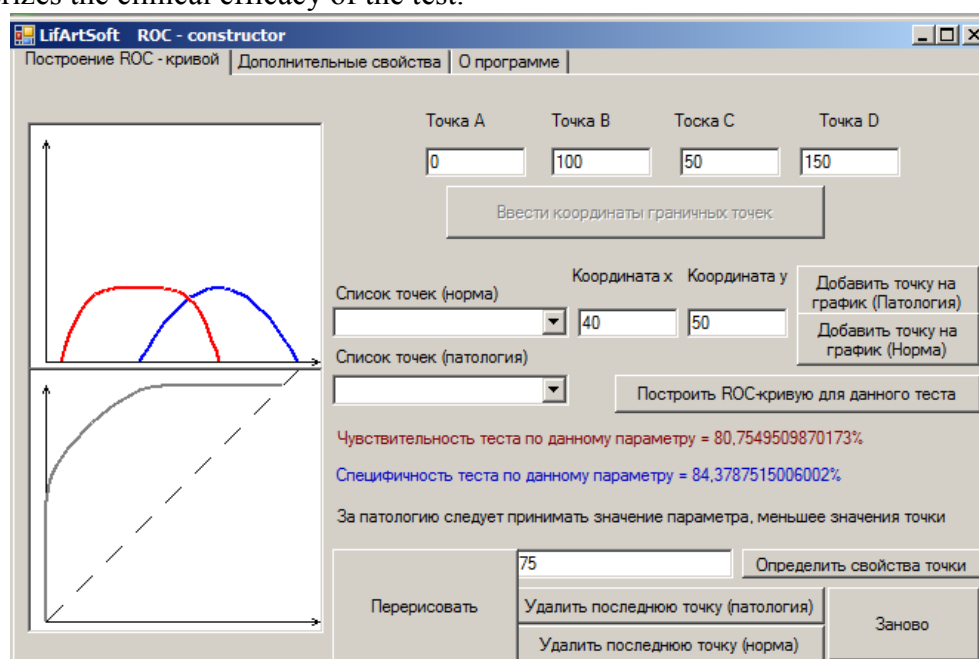 rizes the clinical efficacy of the test.
LifArtSoft ROC - constructor
Построение ROC - кривой Дополнительные свойства О программе
Точка A Точка B Тоска C Точка D
0 100 50 150
Ввести координаты граничных точек
Координата x Координата y
Добавить точку на
график (Патология)
Список точек (норма)
40 50
Добавить точку на
график (Норма)
Список точек (патология)
Построить ROC-кривую для данного теста
Чувствительность теста по данному параметру = 80,7549509870173%
Специфичность теста по данному параметру = 84,3787515006002%
За патологию следует принимать значение параметра, меньшее значения точки
75 Определить свойства точки
Перерисовать Удалить последнюю точку (патология) Заново
Удалить последнюю точку (норма)